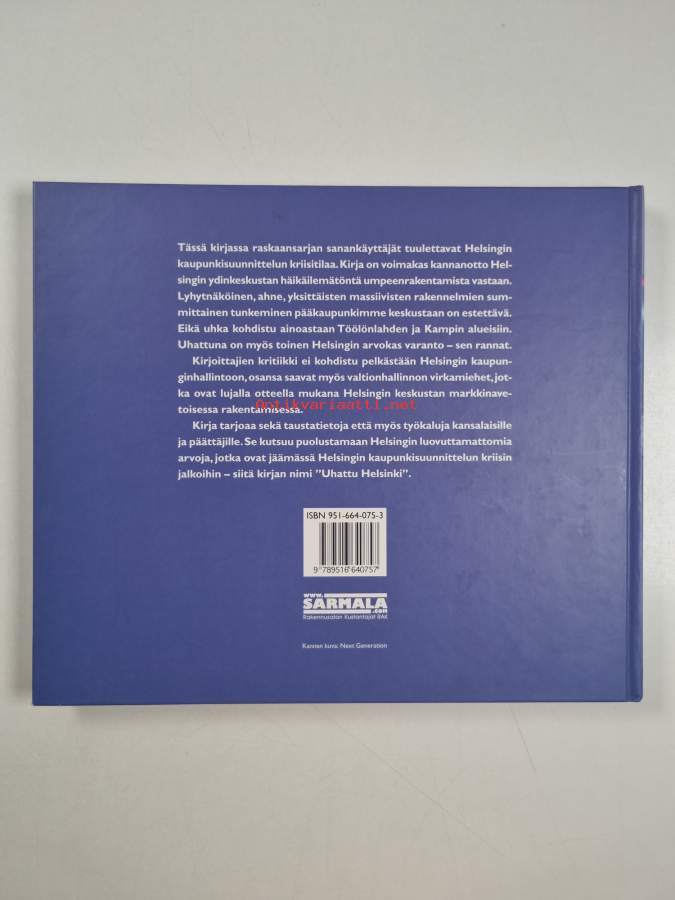 Tässä kirjassa raskaansarjan sanankäyttäjät tuulettavat Helsingin
kaupunkisuunnittelun kriisitilaa. Kirja on voimakas kannanotto Hel-
singin ydinkeskustan häikäilemätöntä umpeenrakentamista vastaan.
Lyhytnäköinen, ahne, yksittäisten massiivisten rakennelmien sum-
mittainen tunkeminen pääkaupunkimme keskustaan on estettävä.
Eikä uhka kohdistu ainoastaan Töölönlahden ja Kampin alueisiin.
Uhattuna on myös toinen Helsingin arvokas varanto – sen rannat.
Kirjoittajien kritiikki ei kohdistu pelkästään Helsingin kaupun-
ginhallintoon, osansa saavat myös valtionhallinnon virkamiehet, jot-
ka ovat lujalla otteella mukana Helsingin keskustan markkinave-
toisessa rakentamisessa.
Antikvariaatti.net
Kirja tarjoaa sekä taustatietoja että myös työkaluja kansalaisille
ja päättäjille. Se kutsuu puolustamaan Helsingin luovuttamattomia
arvoja, jotka ovat jäämässä Helsingin kaupunkisuunnittelun kriisin
jalkoihin – siitä kirjan nimi ”Uhattu Helsinki”.
ISBN 951-664-075-3
9 789516 640757
www.
SARMALA
.com
Rakennusalan Kustantajat RAK
Kannen kuva: Next Generation